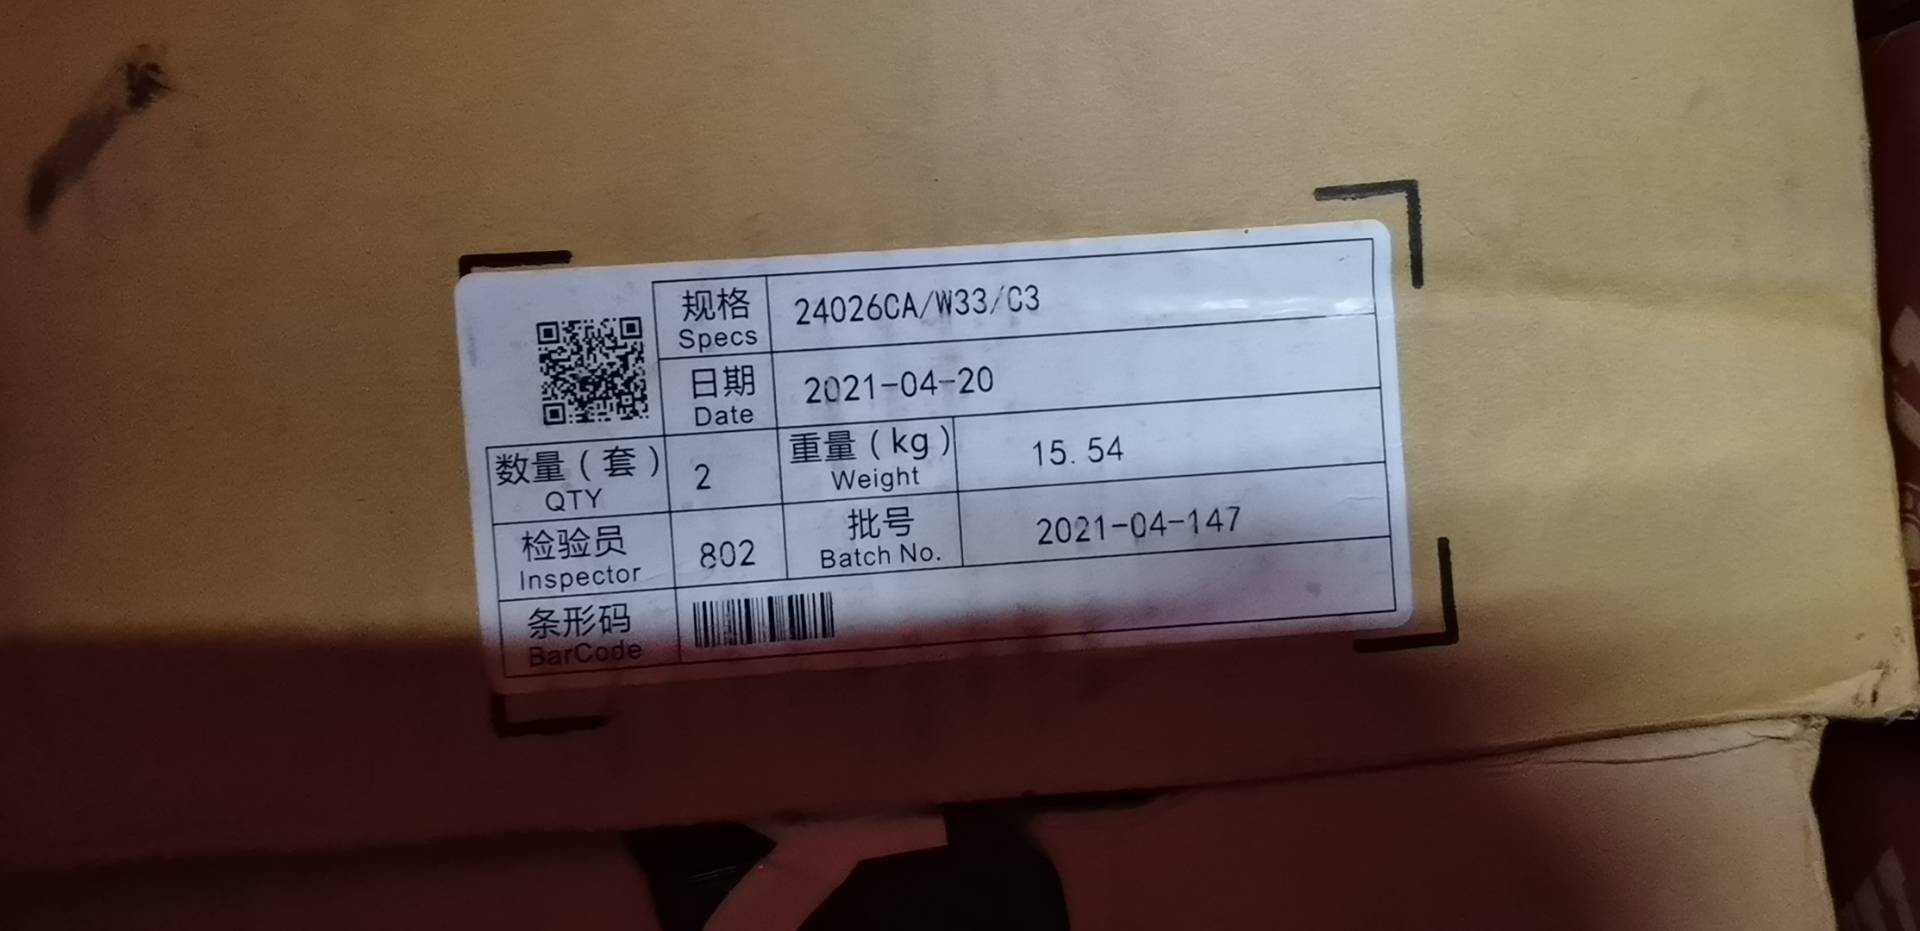 规格 24026CA/W33/C3
Specs
日期 2021-04-20
Date
数量(套) 2 重量(kg) 15.54
QTY Weight
检验员 802 批号 2021-04-147
Inspector Batch No.
条形码
BarCode